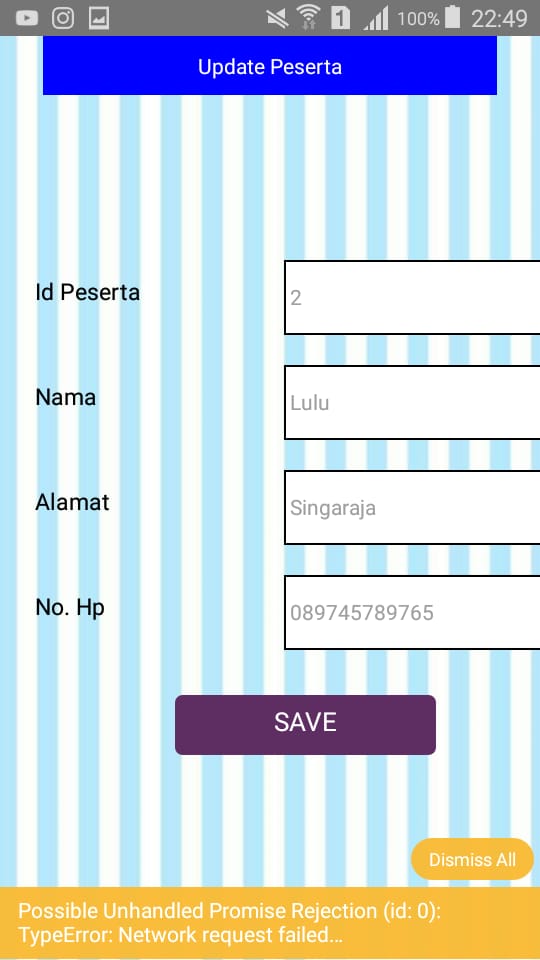 100% 22:49
Update Peserta
Id Peserta 2
Nama Lulu
Alamat Singaraja
No. Hp 089745789765
SAVE
Dismiss All
Possible Unhandled Promise Rejection (id: 0):
TypeError: Network request failed...